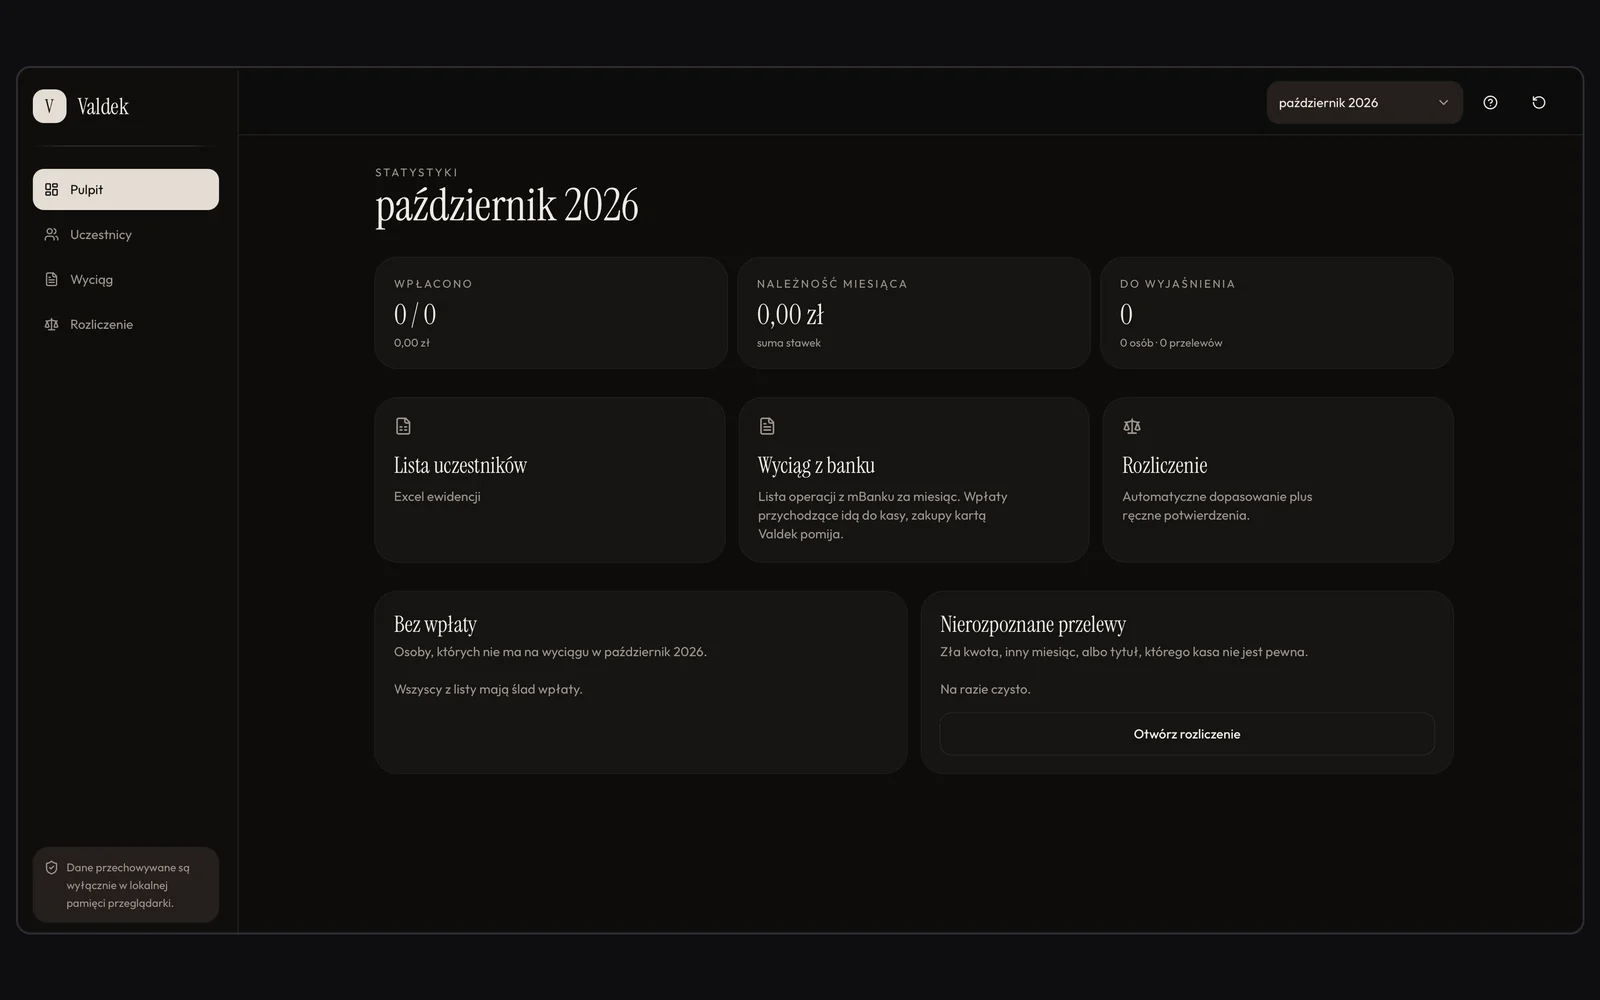 V
Valdek
październik 2026
Pulpit
Uczestnicy
Wyciąg
Rozliczenie
Dane przechowywane są
wyłącznie w lokalnej
pamięci przeglądarki.
STATYSTYKI
październik 2026
WPŁACONO
0 / 0
0,00 zł
NALEŻNOŚĆ MIESIĄCA
0,00 zł
suma stawek
DO WYJAŚNIENIA
0
0 osób · 0 przelewów
Lista uczestników
Excel ewidencji
Wyciąg z banku
Lista operacji z mBanku za miesiąc. Wpłaty
przychodzące idą do kasy, zakupy kartą
Valdek pomija.
Rozliczenie
Automatyczne dopasowanie plus
ręczne potwierdzenia.
Bez wpłaty
Osoby, których nie ma na wyciągu w październik 2026.
Wszyscy z listy mają ślad wpłaty.
Nierozpoznane przelewy
Zła kwota, inny miesiąc, albo tytuł, którego kasa nie jest pewna.
Na razie czysto.
Otwórz rozliczenie